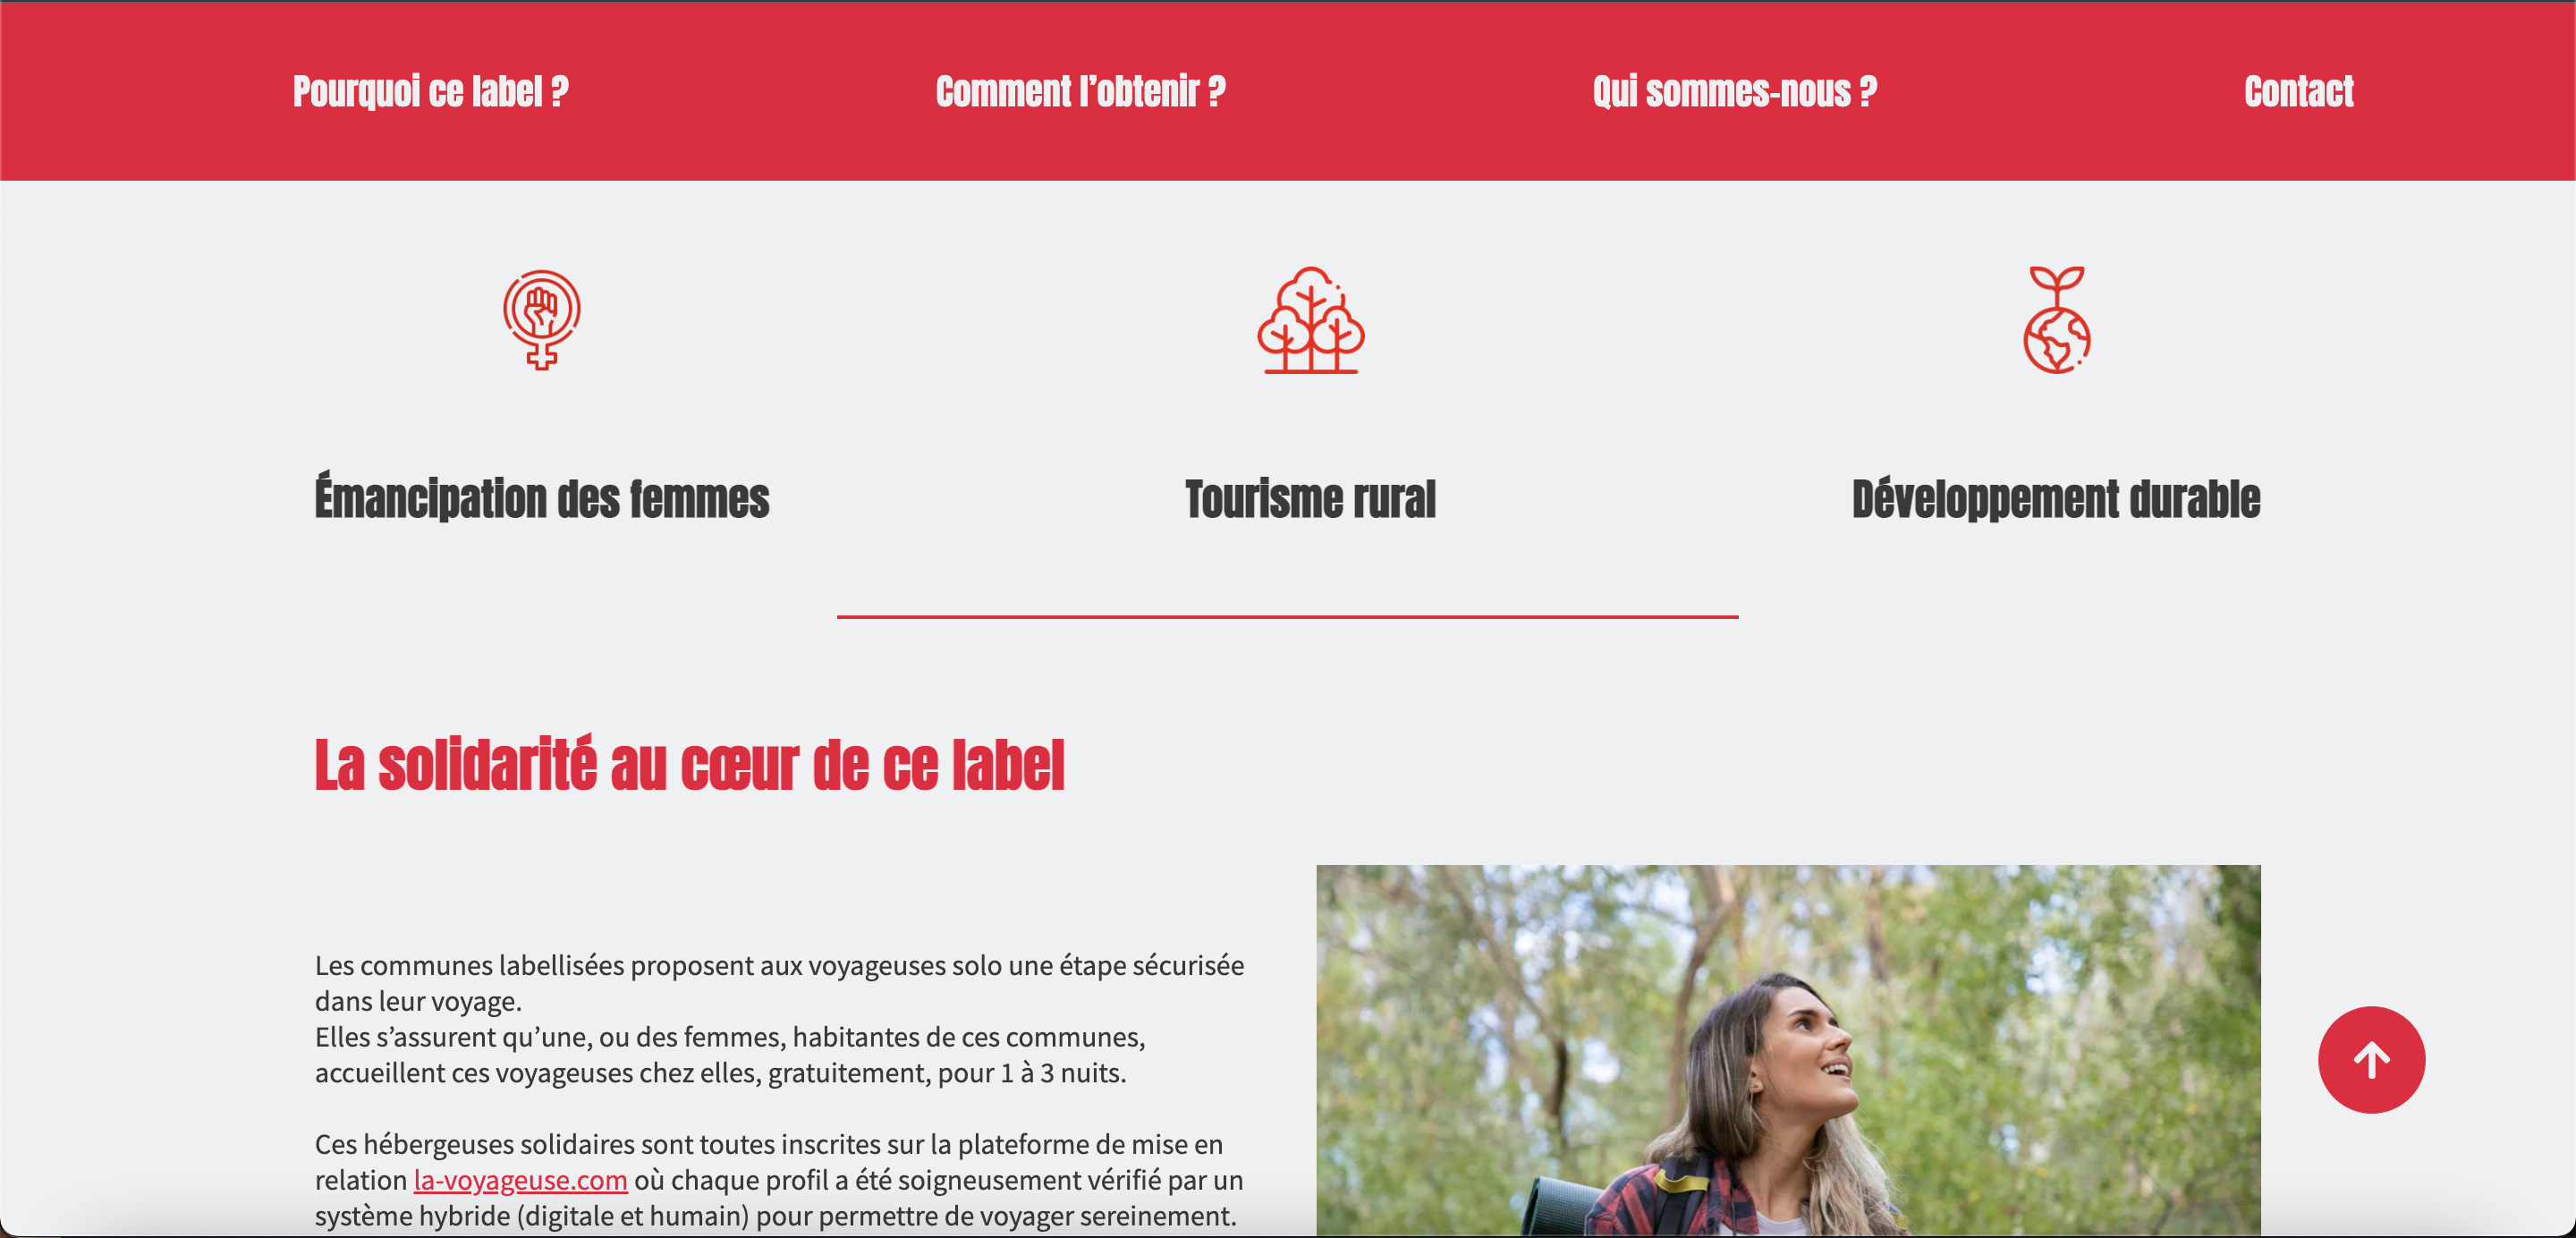 Pourquoi ce label ?
Comment l’obtenir ?
Qui sommes-nous ?
Contact
Émancipation des femmes
Tourisme rural
Développement durable
La solidarité au cœur de ce label
Les communes labellisées proposent aux voyageuses solo une étape sécurisée
dans leur voyage.
Elles s’assurent qu’une, ou des femmes, habitantes de ces communes,
accueillent ces voyageuses chez elles, gratuitement, pour 1 à 3 nuits.
Ces hébergeuses solidaires sont toutes inscrites sur la plateforme de mise en
relation la-voyageuse.com où chaque profil a été soigneusement vérifié par un
système hybride (digitale et humain) pour permettre de voyager sereinement.